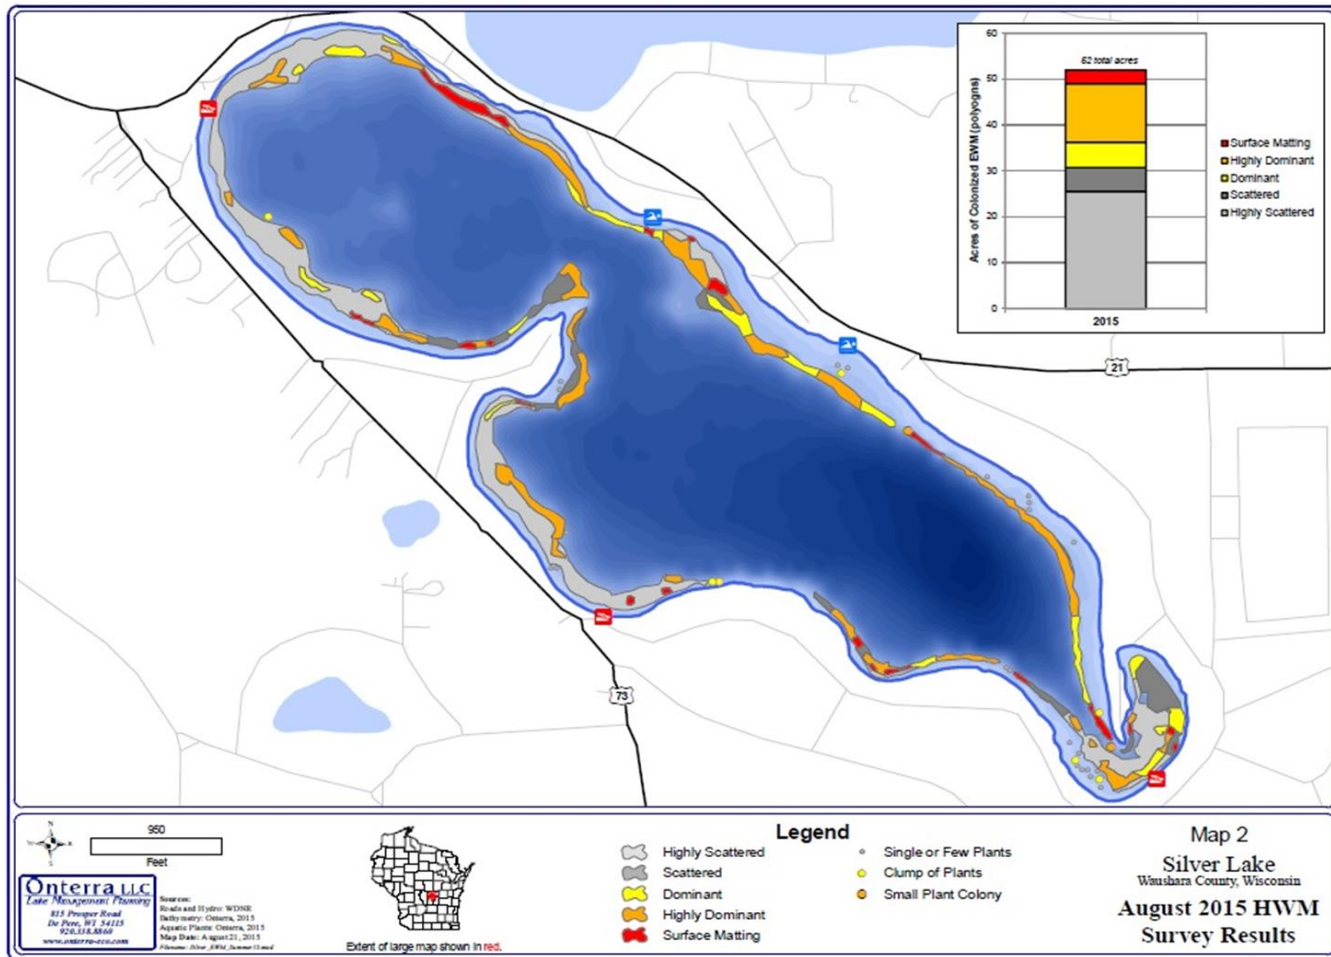 60
50
40
30
20
10
0
Acres of Colonized EWM (polyogns)
52 total acres
2015
Surface Matting
Highly Dominant
Dominant
Scattered
Highly Scattered
21
73
950
Feet
Onterra LLC
Lake Management Planning
815 Prosper Road
De Pere, WI 54115
920.338.8860
www.onterra-eco.com
Sources:
Roads and Hydro: WDNR
Bathymetry: Onterra, 2015
Aquatic Plants: Onterra, 2015
Map Date: August 21, 2015
Extent of large map shown in red.
Legend
Highly Scattered
Scattered
Dominant
Highly Dominant
Surface Matting
Single or Few Plants
Clump of Plants
Small Plant Colony
Map 2
Silver Lake
Waushara County, Wisconsin
August 2015 HWM
Survey Results